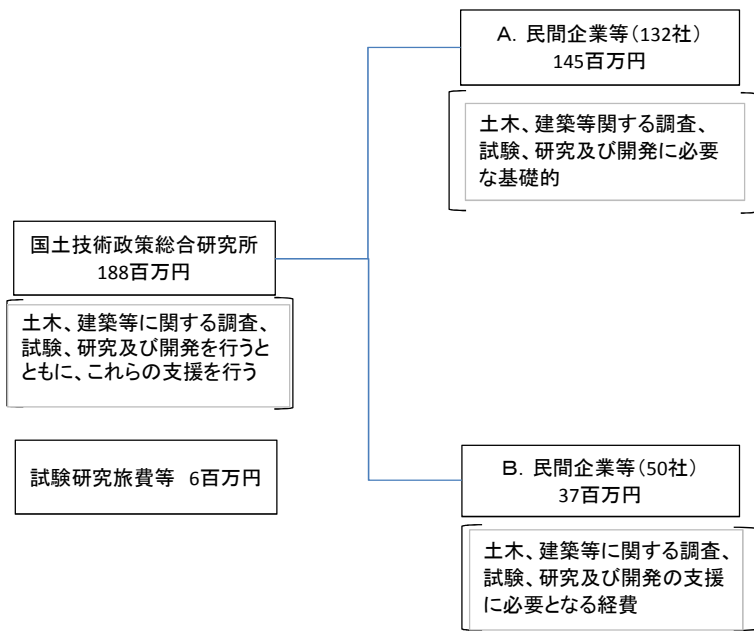 A. 民間企業等(132社)
145百万円
土木、建築等関する調査、
試験、研究及び開発に必要
な基礎的
国土技術政策総合研究所
188百万円
土木、建築等に関する調査、
試験、研究及び開発を行うと
ともに、これらの支援を行う
試験研究旅費等 6百万円
B. 民間企業等(50社)
37百万円
土木、建築等に関する調査、
試験、研究及び開発の支援
に必要となる経費